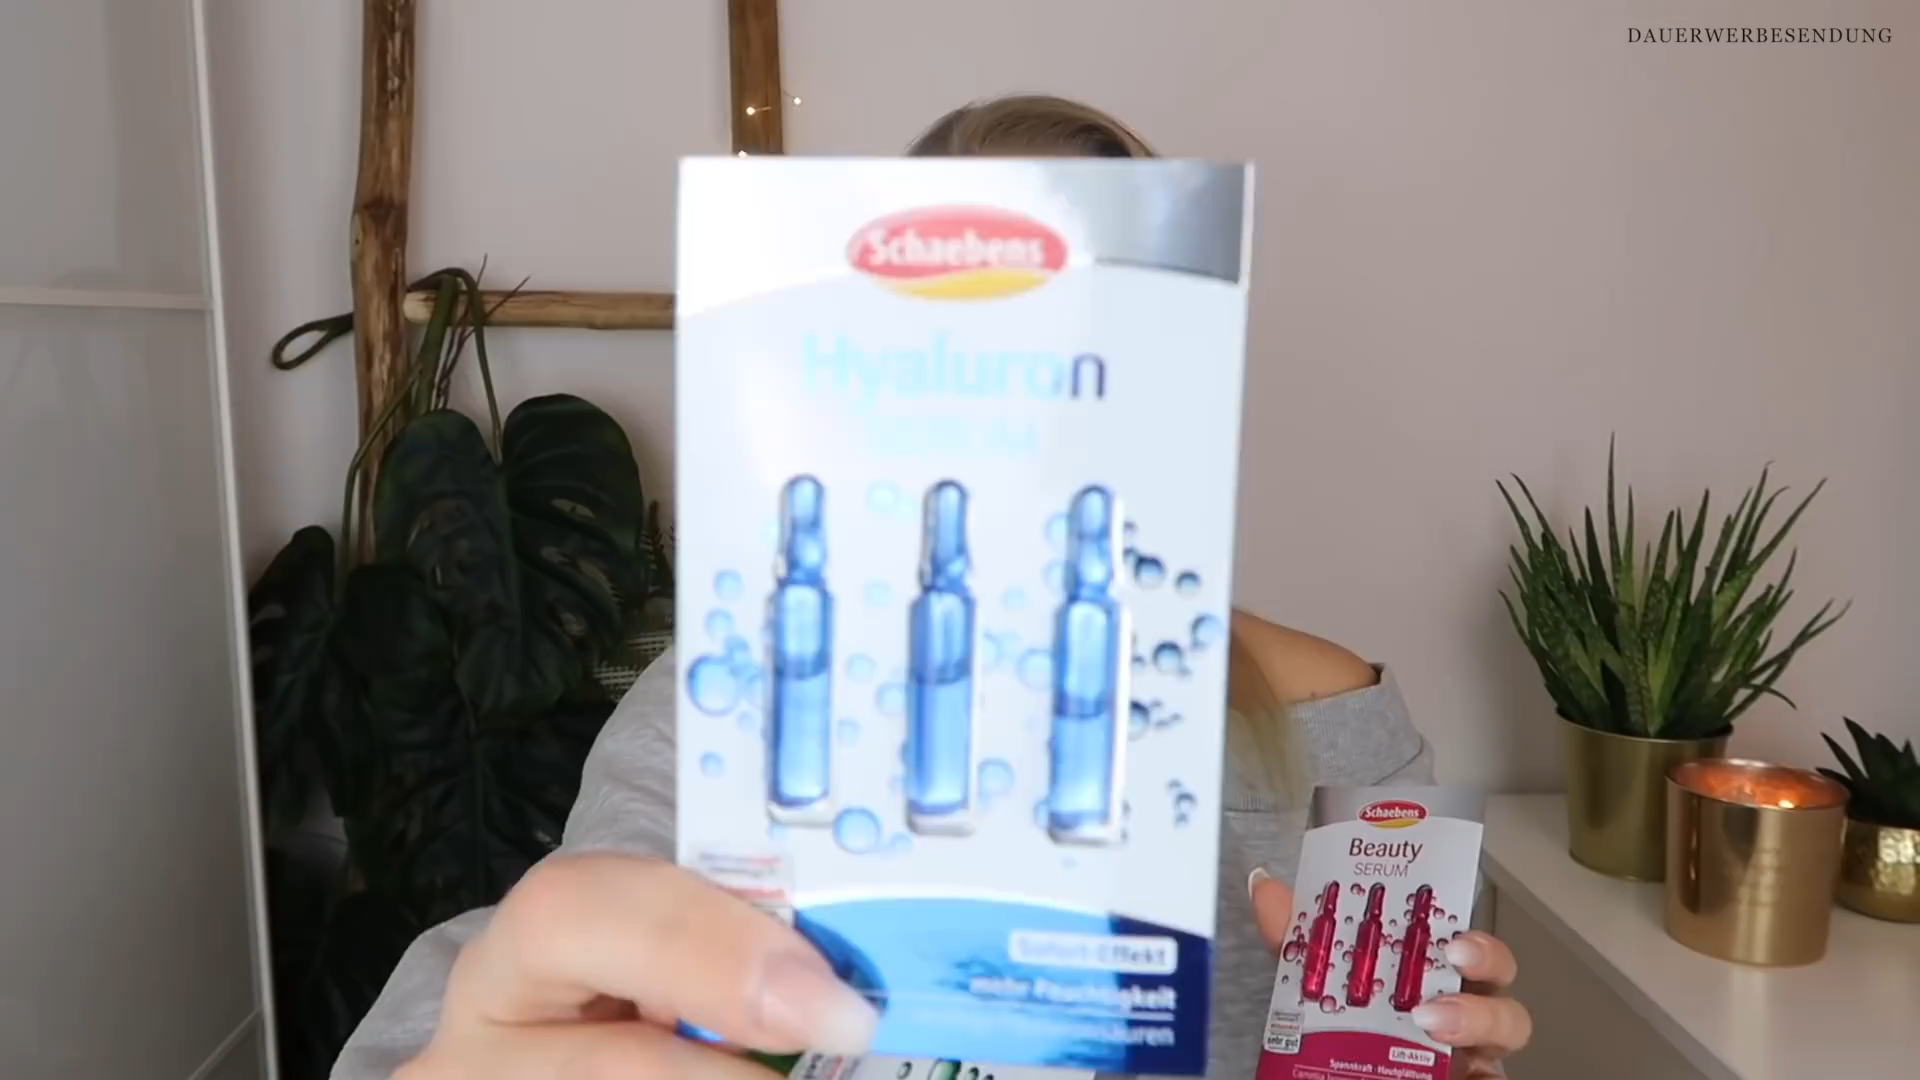 DAUERWERBESENDUNG
Schaebens
Hyaluron
SERUM
Sofort-Effekt
mehr Feuchtigkeit
Schaebens
Beauty
SERUM
sehr gut
Lift-Aktiv
Spannkraft · Hautglättung